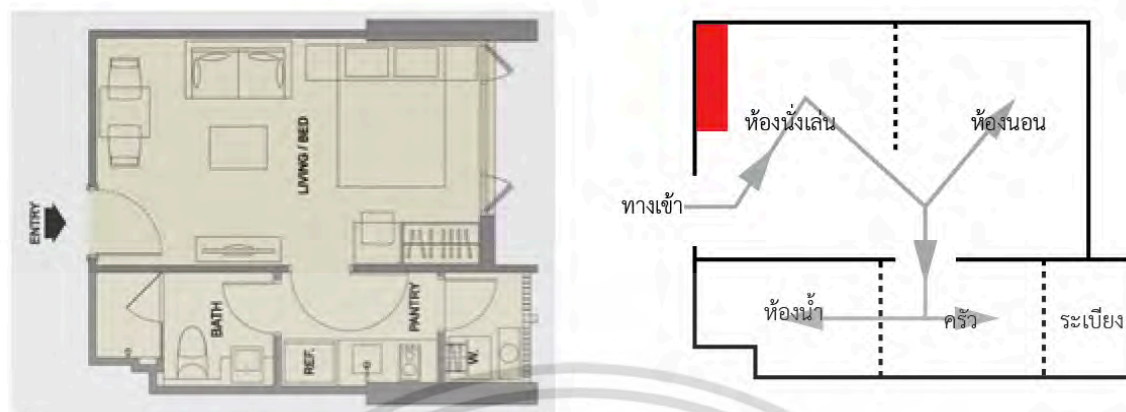 ENTRY
LIVING / BED
BATH
PANTRY
REF.
W.
ห้องนั่งเล่น
ห้องนอน
ทางเข้า
ห้องน้ำ
ครัว
ระเบียง